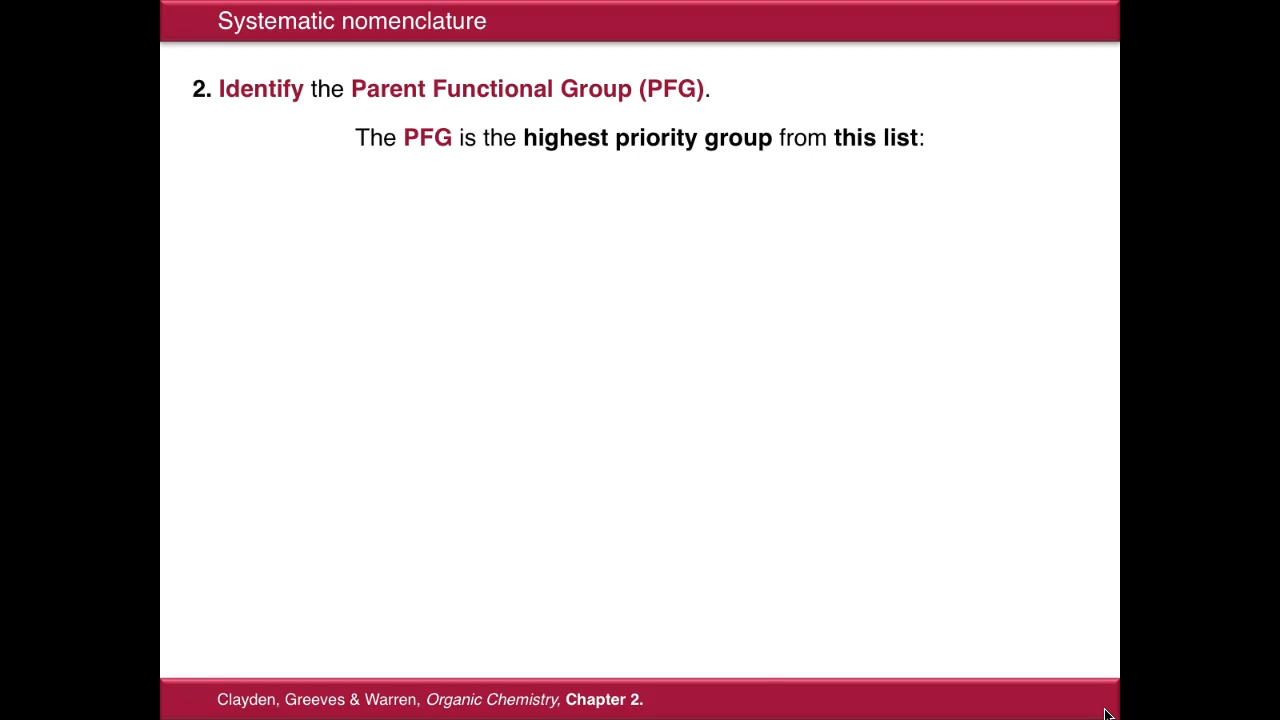 Systematic nomenclature
2. Identify the Parent Functional Group (PFG).
The PFG is the highest priority group from this list:
Clayden, Greeves & Warren, Organic Chemistry, Chapter 2.